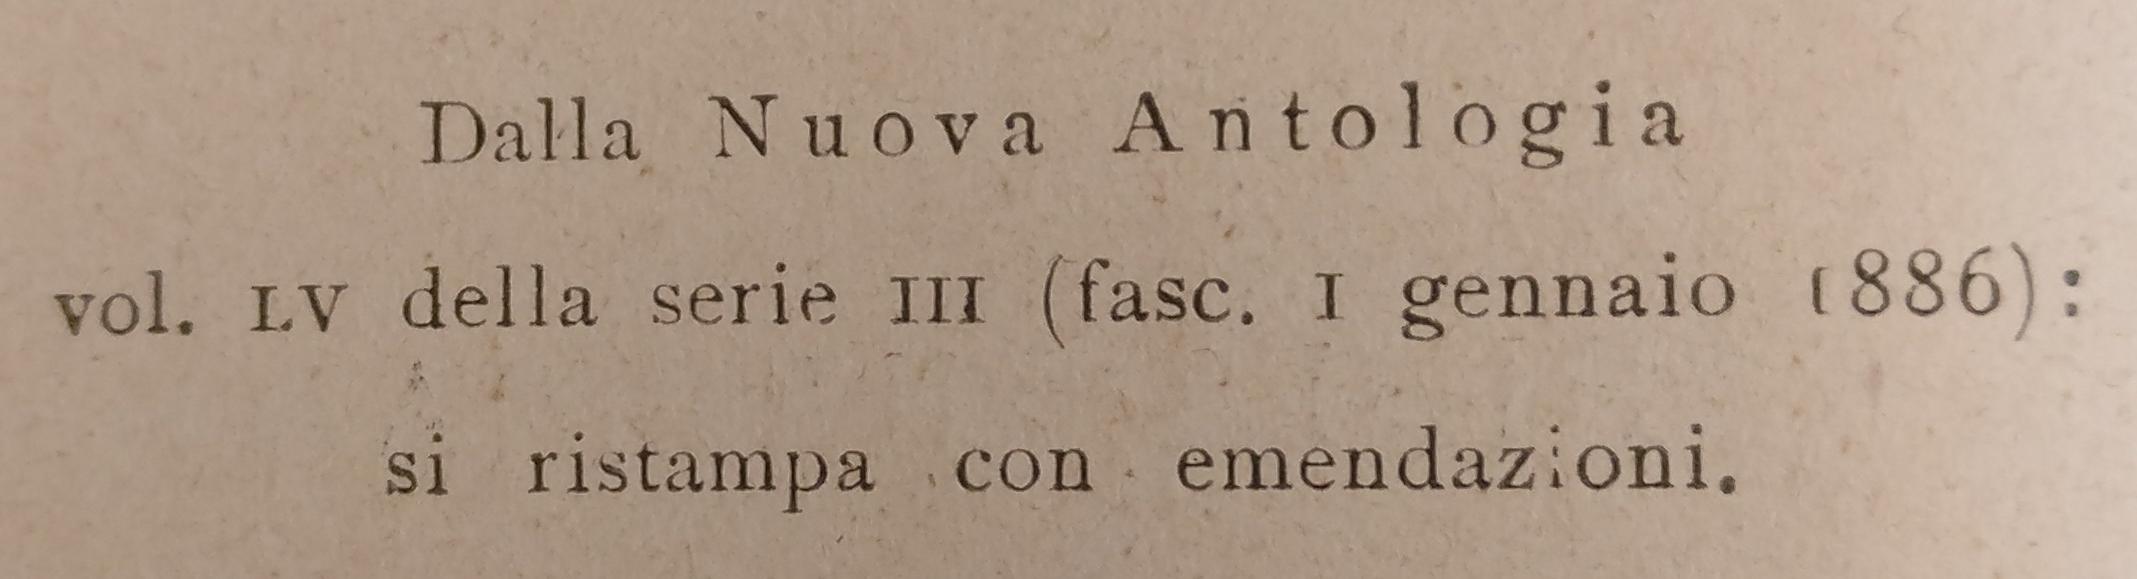 Dalla Nuova Antologia
vol. LV della serie III (fasc. I gennaio 1886):
si ristampa con emendazioni.